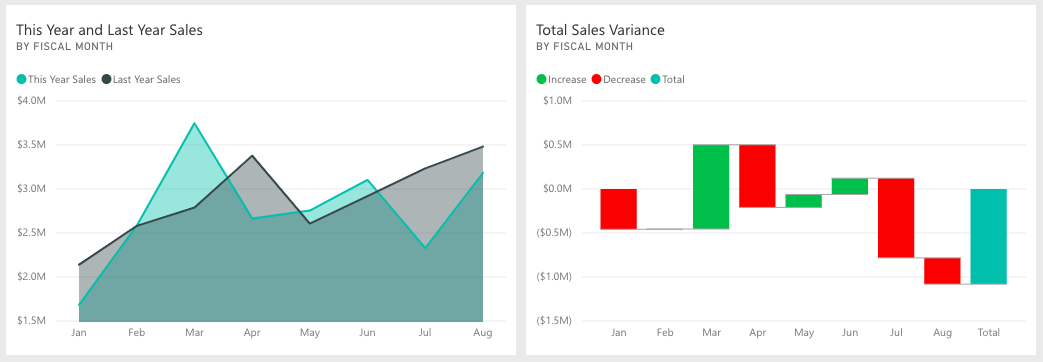 This Year and Last Year Sales
BY FISCAL MONTH
This Year Sales Last Year Sales
$4.0M
$3.5M
$3.0M
$2.5M
$2.0M
$1.5M
Jan Feb Mar Apr May Jun Jul Aug
Total Sales Variance
BY FISCAL MONTH
Increase Decrease Total
$1.0M
$0.5M
$0.0M
($0.5M)
($1.0M)
($1.5M)
Jan Feb Mar Apr May Jun Jul Aug Total